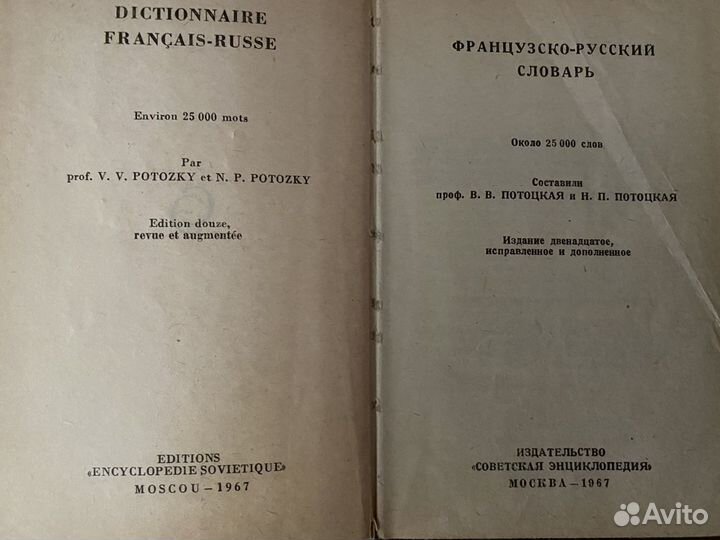 DICTIONNAIRE
FRANÇAIS-RUSSE
Environ 25 000 mots
Par
prof. V. V. POTOZKY et N. P. POTOZKY
Edition douze,
revue et augmentée
EDITIONS
«ENCYCLOPEDIE SOVIETIQUE»
MOSCOU — 1967
ФРАНЦУЗСКО-РУССКИЙ
СЛОВАРЬ
Около 25 000 слов
Составили
проф. В. В. ПОТОЦКАЯ и Н. П. ПОТОЦКАЯ
Издание двенадцатое,
исправленное и дополненное
ИЗДАТЕЛЬСТВО
«СОВЕТСКАЯ ЭНЦИКЛОПЕДИЯ»
МОСКВА — 1967
Avito